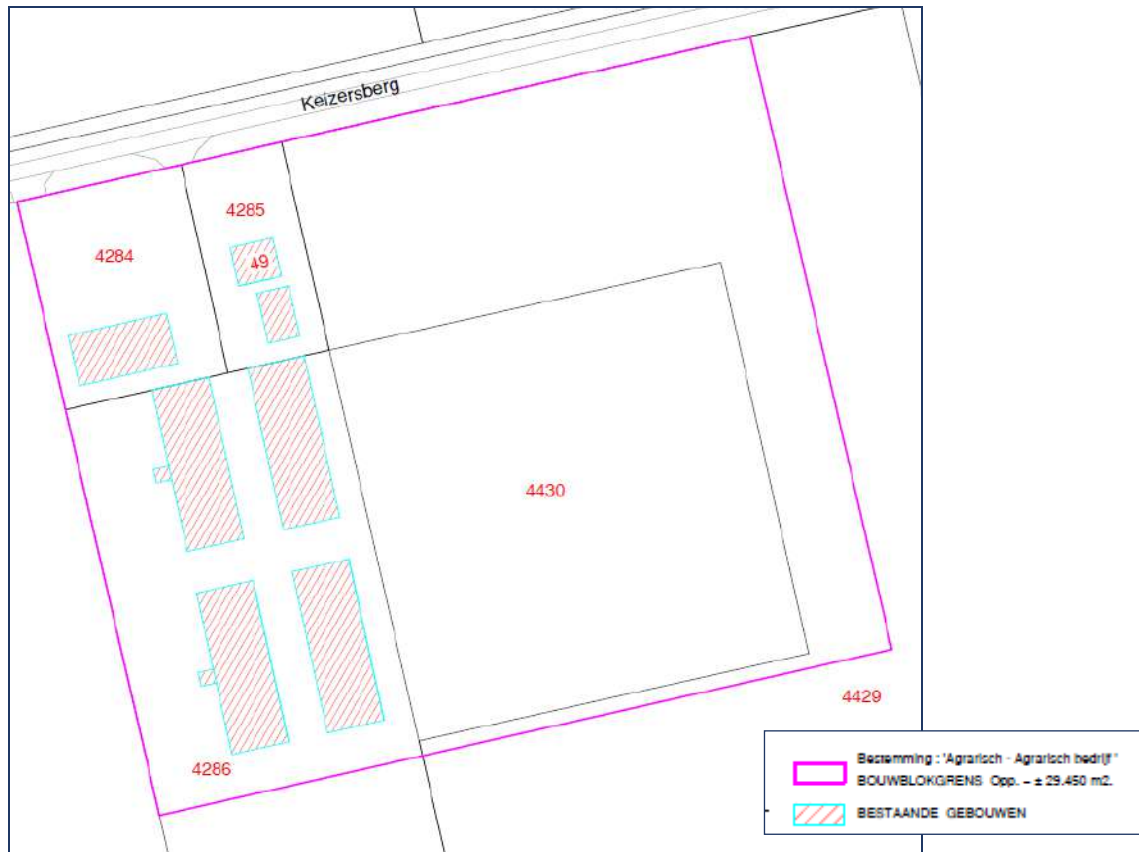 Keizersberg
4285
4284
49
4430
4429
4286
Bestemming : 'Agrarisch - Agrarisch bedrijf'
BOUWBLOKGRENS Opp. - ± 29.450 m2.
BESTAANDE GEBOUWEN